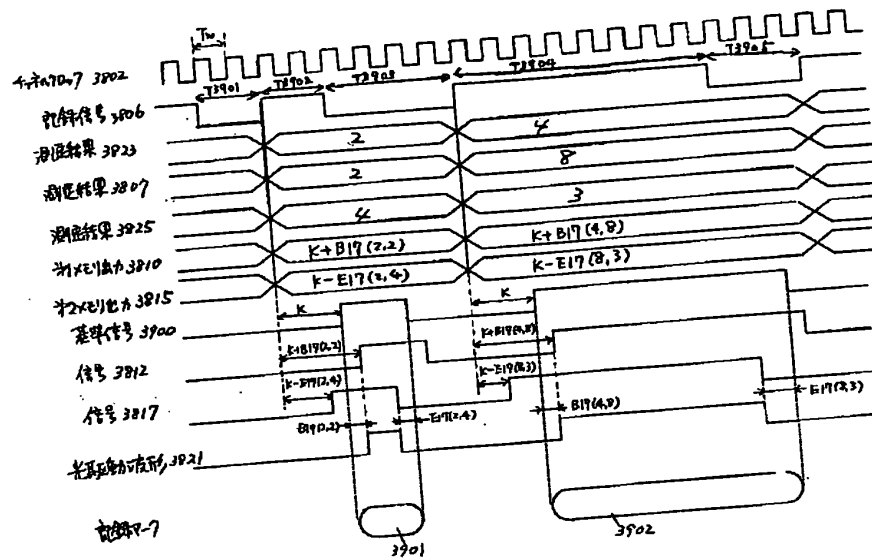 Tw
チャネルクロック 3802
T3901 T3902 T3903 T3904 T3905
記録信号 3806
測定結果 3823 2 4
測定結果 3807 2 8
測定結果 3825 4 3
第1メモリ出力 3810 K+B17(2,2) K+B17(4,8)
第2メモリ出力 3815 K-E17(2,4) K-E17(8,3)
K K
基準信号 3900
K+B17(2,2) K+B17(4,8)
信号 3812
K-E17(2,4) K-E17(8,3)
信号 3817
B17(2,2) E17(2,4) B17(4,8) E17(8,3)
光駆動波形 3821
記録マーク
3901 3902